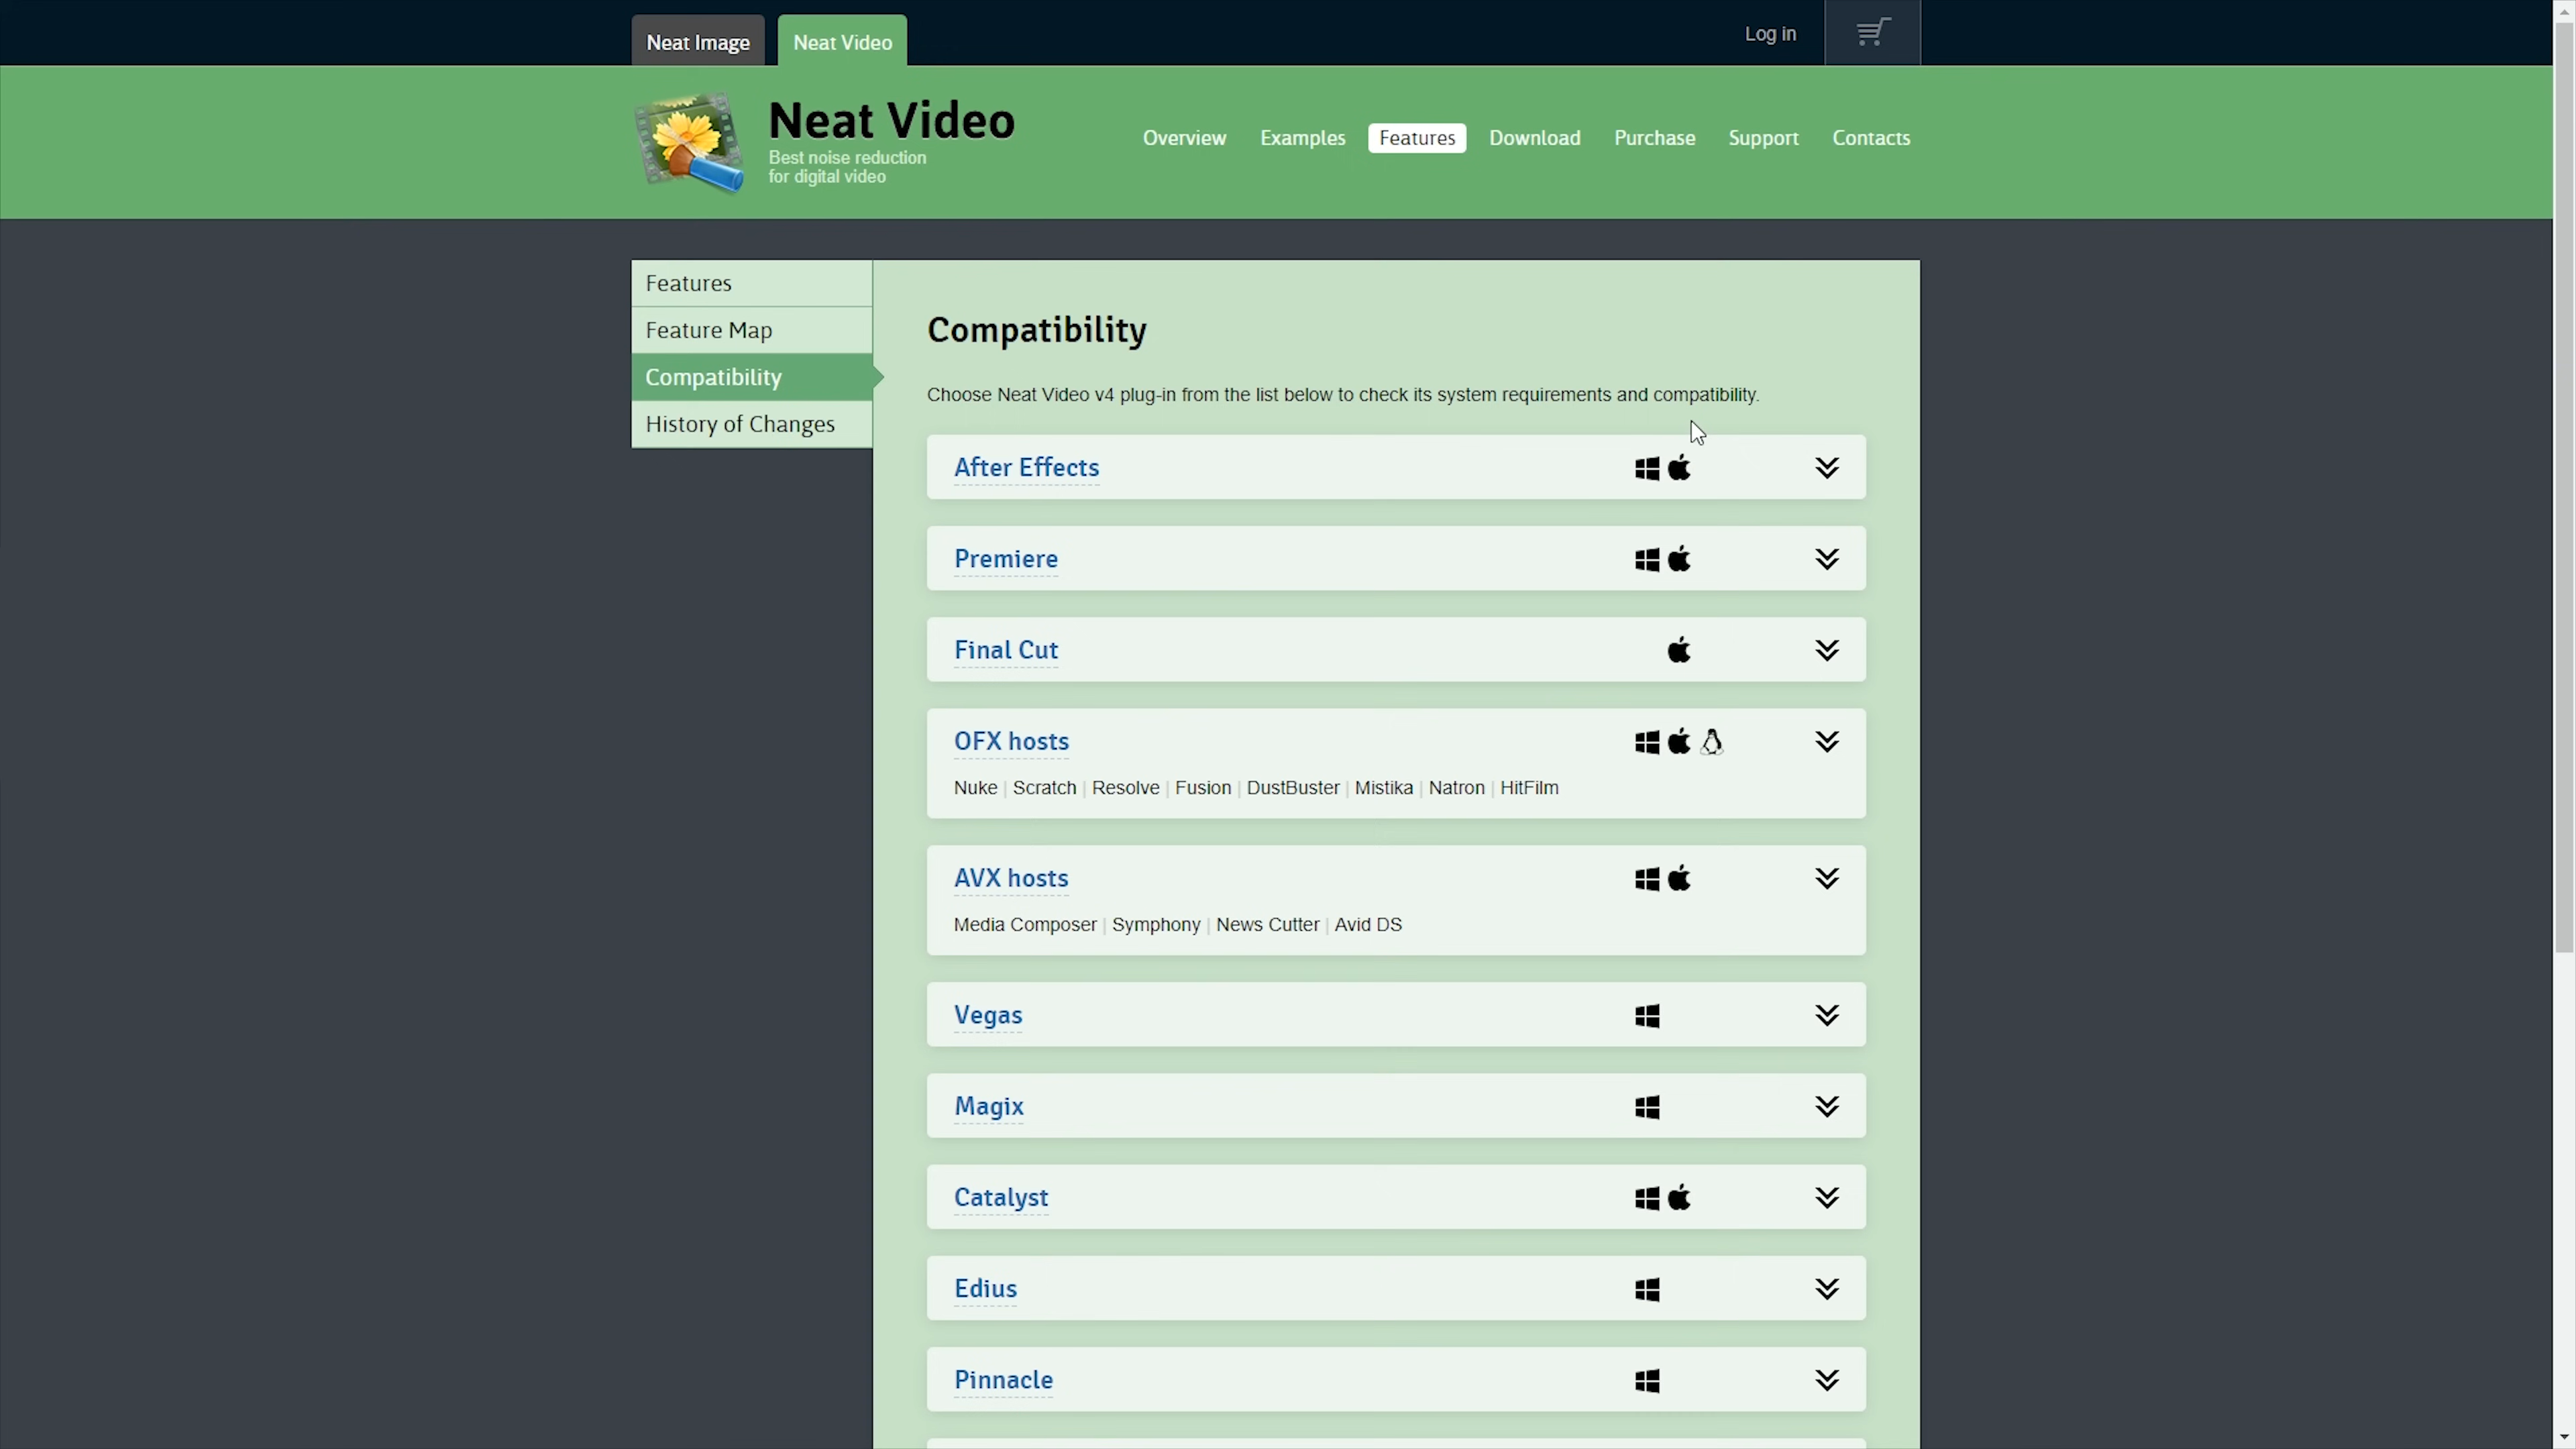 Neat Image
Neat Video
Log in
Neat Video
Best noise reduction
for digital video
Overview
Examples
Features
Download
Purchase
Support
Contacts
Features
Feature Map
Compatibility
History of Changes
Compatibility
Choose Neat Video v4 plug-in from the list below to check its system requirements and compatibility.
After Effects
Premiere
Final Cut
OFX hosts
Nuke | Scratch | Resolve | Fusion | DustBuster | Mistika | Natron | HitFilm
AVX hosts
Media Composer | Symphony | News Cutter | Avid DS
Vegas
Magix
Catalyst
Edius
Pinnacle